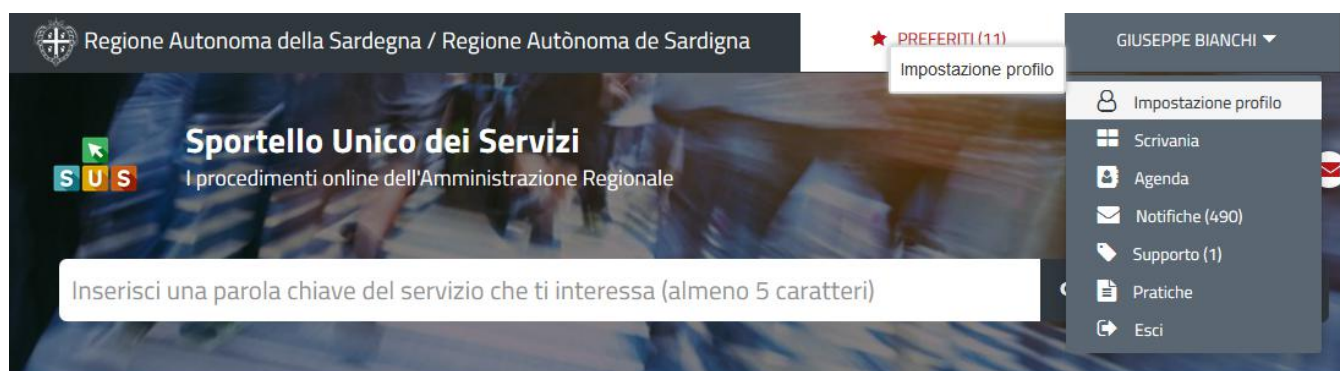 Regione Autonoma della Sardegna / Regione Autònoma de Sardigna
PREFERITI (11)
GIUSEPPE BIANCHI
Impostazione profilo
Impostazione profilo
Sportello Unico dei Servizi
I procedimenti online dell'Amministrazione Regionale
SUS
Scrivania
Agenda
Notifiche (490)
Supporto (1)
Pratiche
Esci
Inserisci una parola chiave del servizio che ti interessa (almeno 5 caratteri)